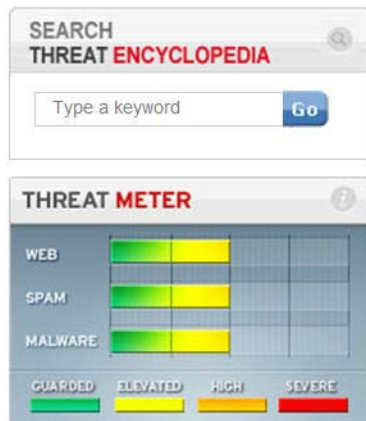 SEARCH
THREAT ENCYCLOPEDIA
Type a keyword Go
THREAT METER
WEB
SPAM
MALWARE
GUARDED ELEVATED HIGH SEVERE